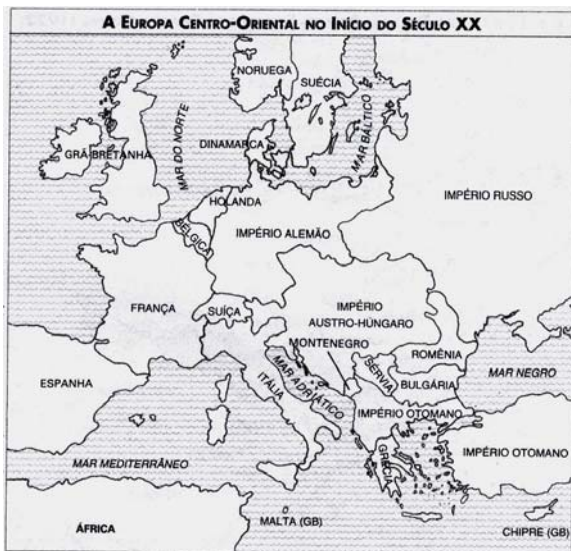 A EUROPA CENTRO-ORIENTAL NO INÍCIO DO SÉCULO XX
NORUEGA
SUÉCIA
MAR BÁLTICO
MAR DO NORTE
DINAMARCA
GRÃ-BRETANHA
IMPÉRIO RUSSO
HOLANDA
BÉLGICA
IMPÉRIO ALEMÃO
FRANÇA
SUÍÇA
IMPÉRIO
AUSTRO-HÚNGARO
MONTENEGRO
ROMÊNIA
SÉRVIA
MAR NEGRO
BULGÁRIA
MAR ADRIÁTICO
ESPANHA
ITÁLIA
IMPÉRIO OTOMANO
GRÉCIA
IMPÉRIO OTOMANO
MAR MEDITERRÂNEO
MALTA (GB)
ÁFRICA
CHIPRE (GB)